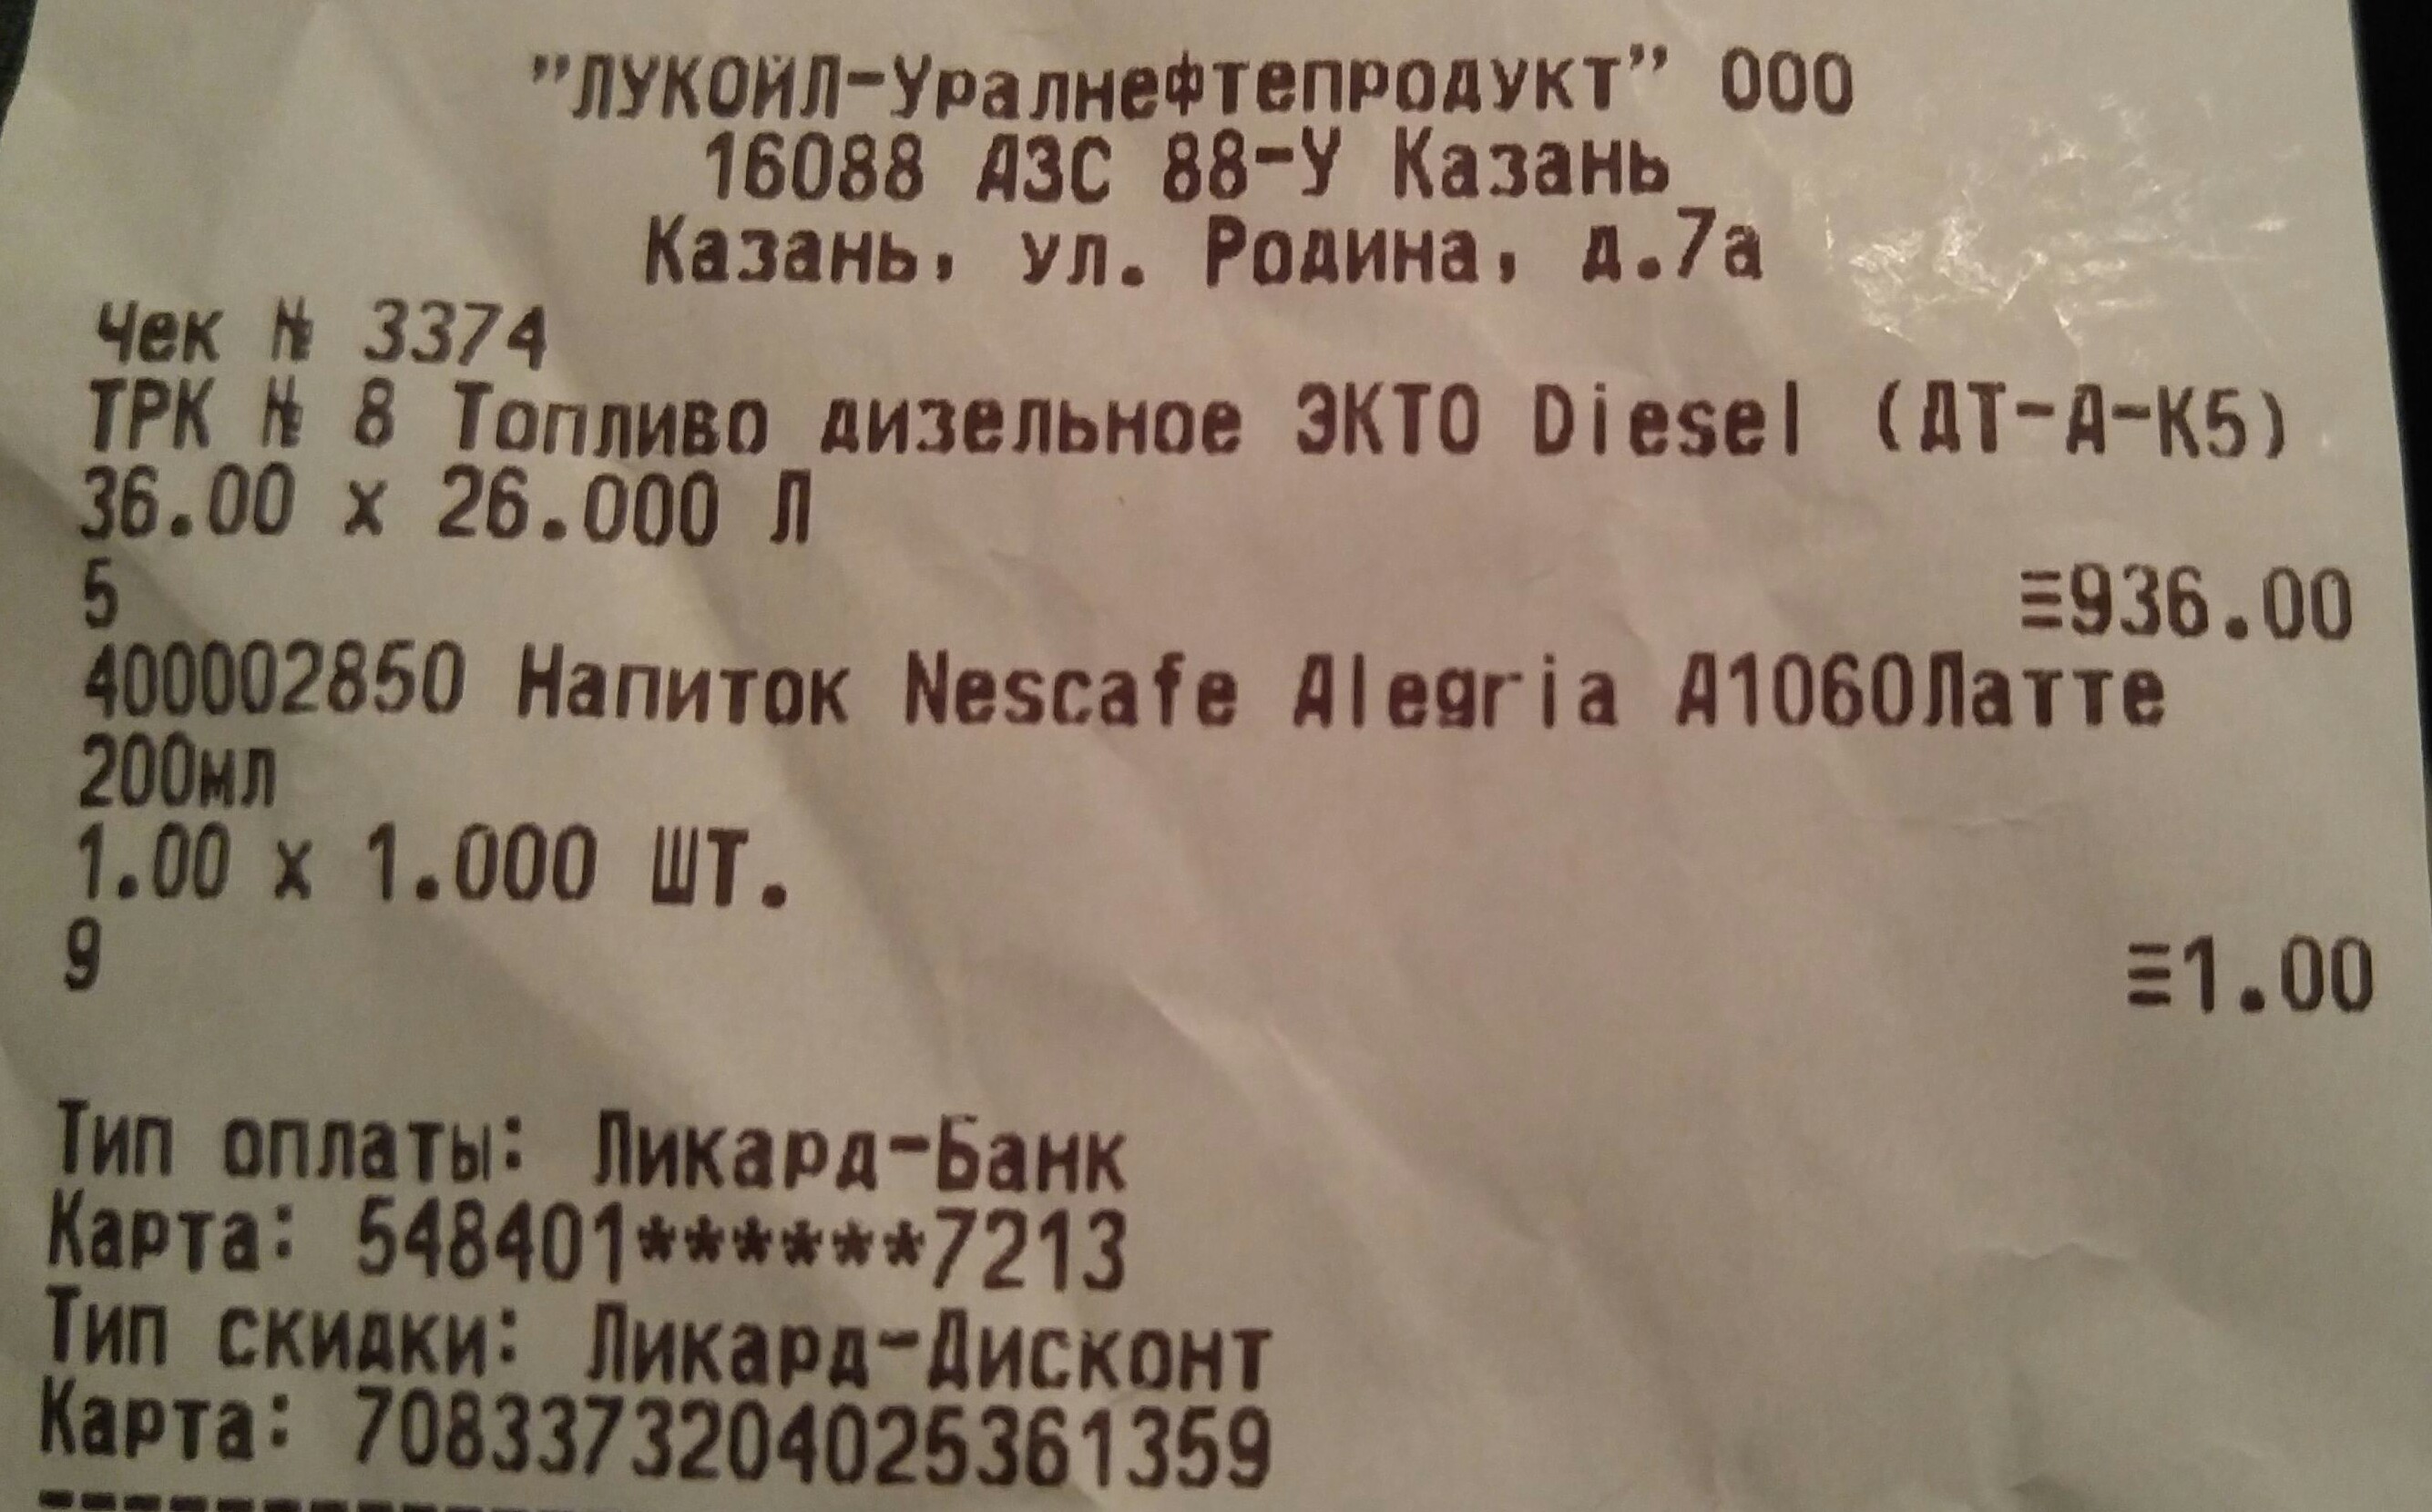 "ЛУКОЙЛ-Уралнефтепродукт" ООО
16088 АЗС 88-У Казань
Казань, ул. Родина, д.7а
Чек № 3374
ТРК № 8 Топливо дизельное ЭКТО Diesel (ДТ-А-К5)
36.00 х 26.000 Л
5 ≡936.00
400002850 Напиток Nescafe Alegria А1060Латте
200мл
1.00 х 1.000 ШТ.
9 ≡1.00
Тип оплаты: Ликард-Банк
Карта: 548401******7213
Тип скидки: Ликард-Дисконт
Карта: 7083373204025361359